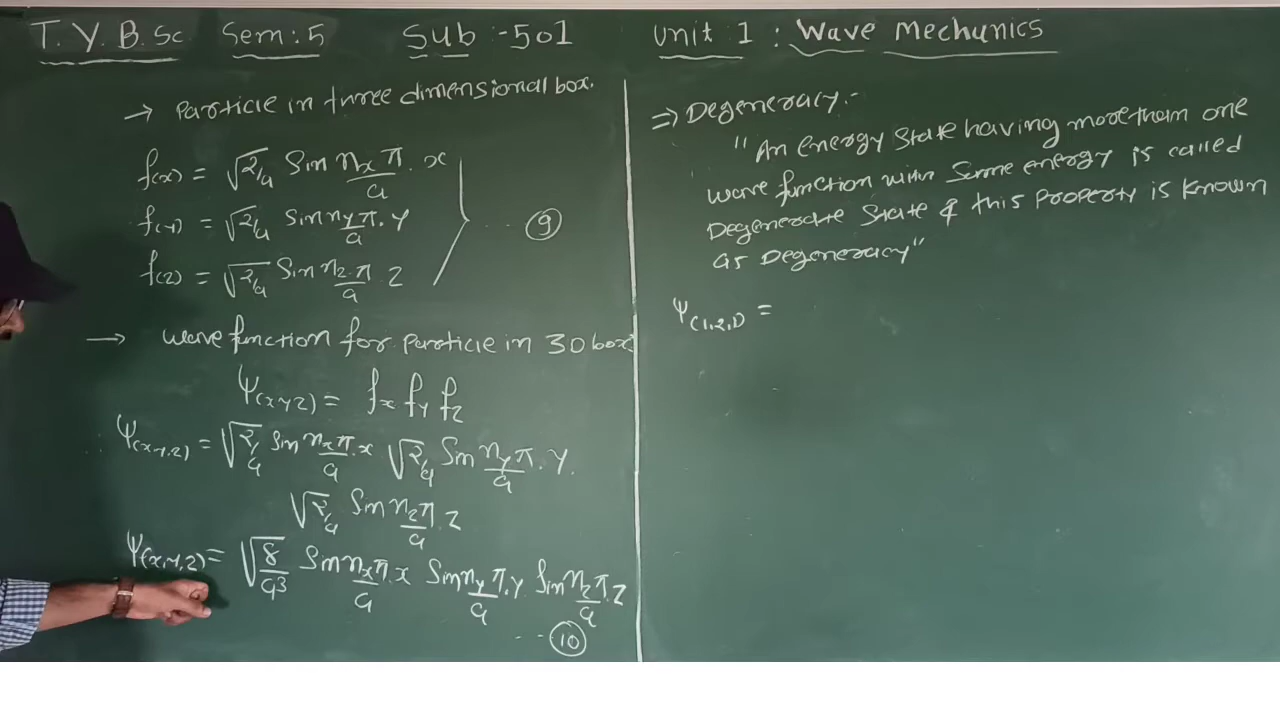 T.Y.B.Sc Sem:5 Sub:-501 Unit 1 : Wave Mechanics
→ Particle in three dimensional box.
f(x) = √2/a Sin nxπ/a . x
f(y) = √2/a Sin nyπ/a . y
f(z) = √2/a Sin nzπ/a . z
... ⑨
→ wave function for particle in 3D box
Ψ(xyz) = fx fy fz
∴ Ψ(x,y,z) = √2/a Sin nxπ/a . x √2/a Sin nyπ/a . y
√2/a Sin nzπ/a . z
Ψ(x,y,z) = √8/a³ Sin nxπ/a . x Sin nyπ/a . y Sin nzπ/a . z
... ⑩
⇒ Degeneracy:-
"An energy state having more than one
wave function with same energy is called
Degenerate state & this property is known
as Degeneracy"
Ψ(1,2,1) =